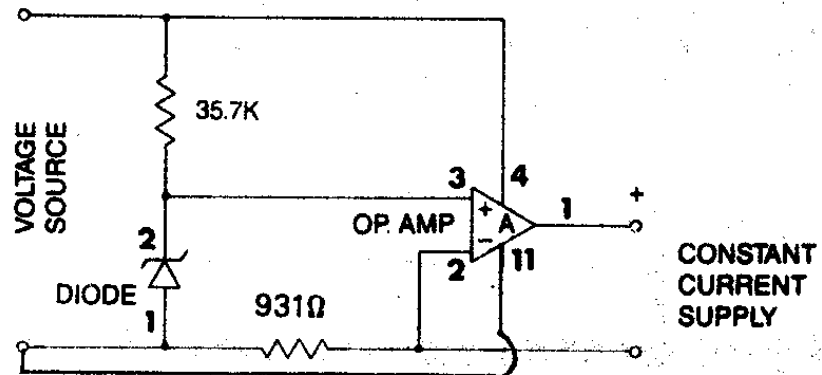 VOLTAGE
SOURCE
35.7K
3
4
+
A
1
+
OP. AMP
−
2
11
2
DIODE
1
931Ω
CONSTANT
CURRENT
SUPPLY